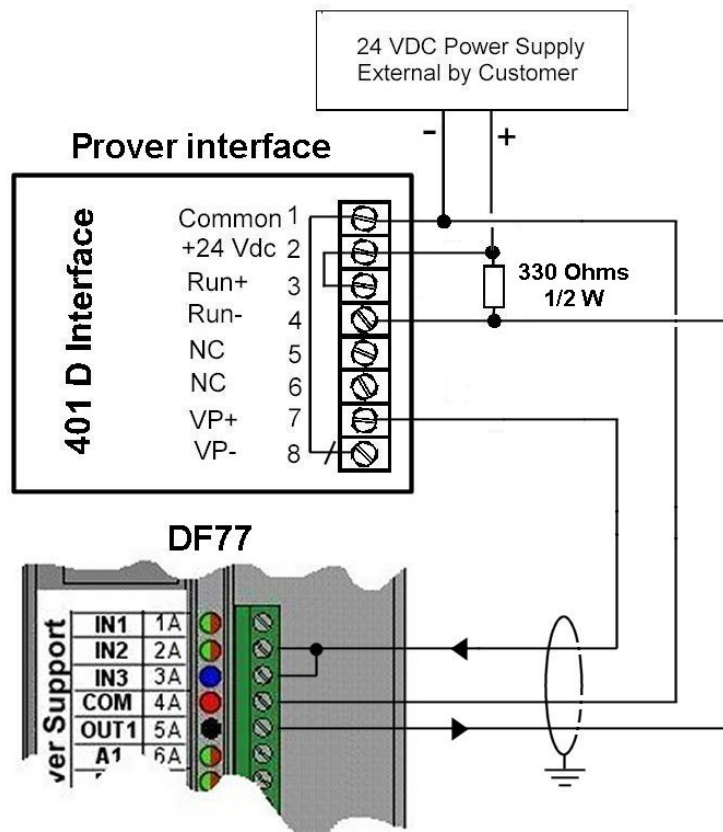 24 VDC Power Supply
External by Customer
- +
Prover interface
401 D Interface
Common 1
+24 Vdc 2
Run+ 3
Run- 4
NC 5
NC 6
VP+ 7
VP- 8
330 Ohms
1/2 W
DF77
ver Support
IN1 1A
IN2 2A
IN3 3A
COM 4A
OUT1 5A
A1 6A